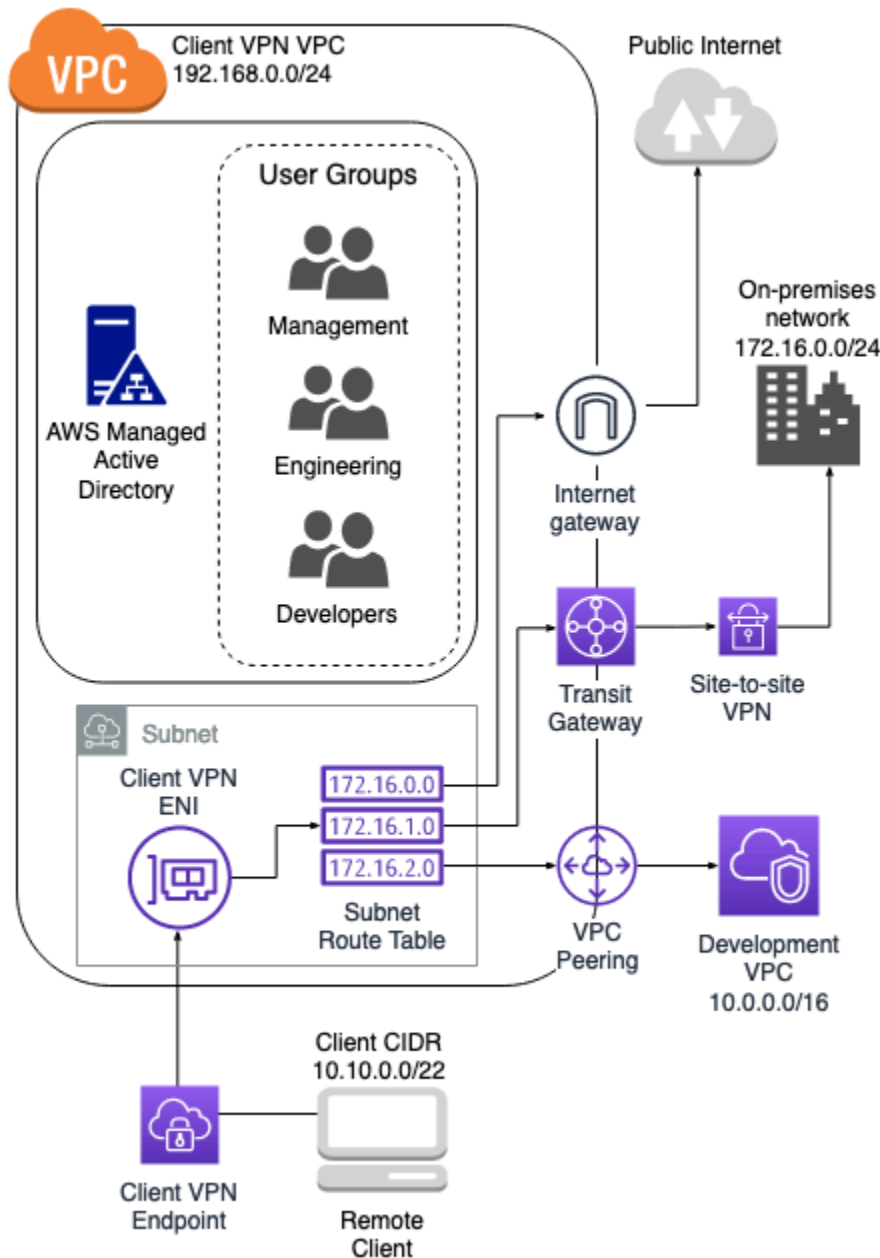 Client VPN VPC
192.168.0.0/24
VPC
Public Internet
User Groups
Management
Engineering
Developers
AWS Managed
Active
Directory
On-premises
network
172.16.0.0/24
Internet
gateway
Transit
Gateway
Site-to-site
VPN
Subnet
Client VPN
ENI
172.16.0.0
172.16.1.0
172.16.2.0
Subnet
Route Table
VPC
Peering
Development
VPC
10.0.0.0/16
Client CIDR
10.10.0.0/22
Client VPN
Endpoint
Remote
Client